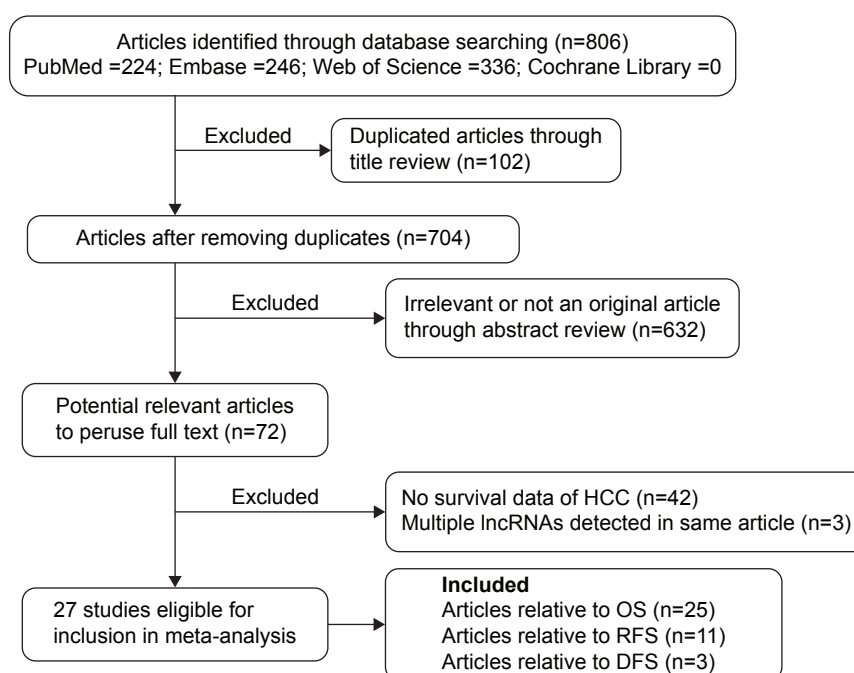 Articles identified through database searching (n=806)
PubMed =224; Embase =246; Web of Science =336; Cochrane Library =0
Excluded
Duplicated articles through
title review (n=102)
Articles after removing duplicates (n=704)
Excluded
Irrelevant or not an original article
through abstract review (n=632)
Potential relevant articles
to peruse full text (n=72)
Excluded
No survival data of HCC (n=42)
Multiple lncRNAs detected in same article (n=3)
27 studies eligible for
inclusion in meta-analysis
Included
Articles relative to OS (n=25)
Articles relative to RFS (n=11)
Articles relative to DFS (n=3)